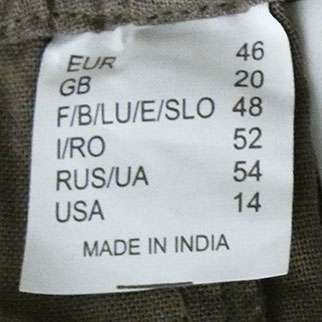 EUR 46
GB 20
F/B/LU/E/SLO 48
I/RO 52
RUS/UA 54
USA 14
MADE IN INDIA